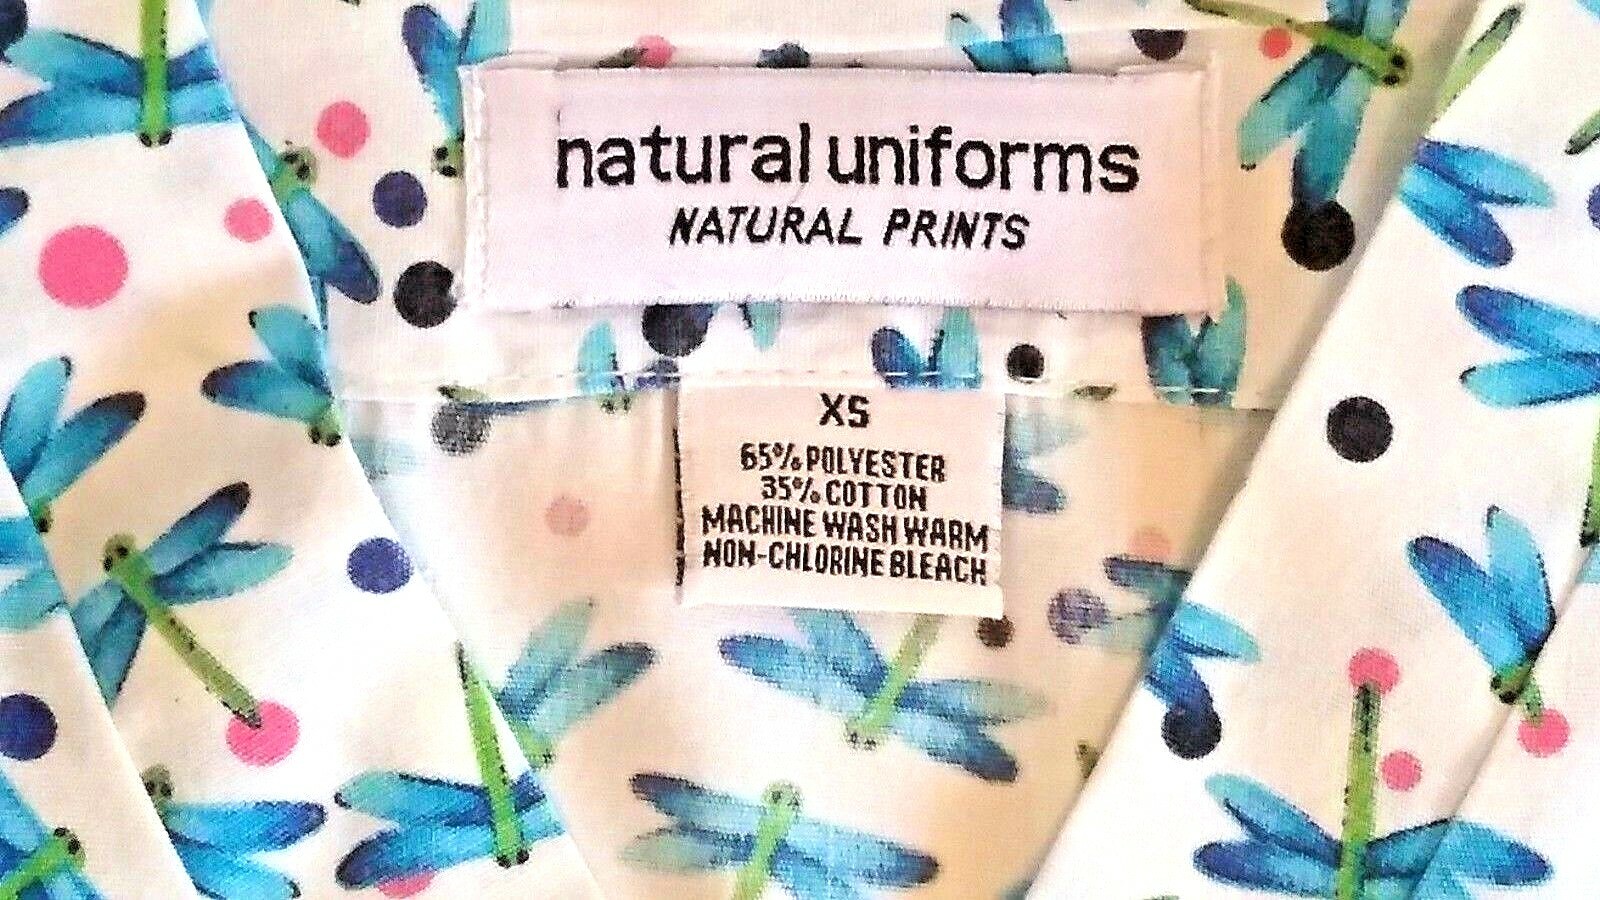 natural uniforms
NATURAL PRINTS
XS
65% POLYESTER
35% COTTON
MACHINE WASH WARM
NON-CHLORINE BLEACH